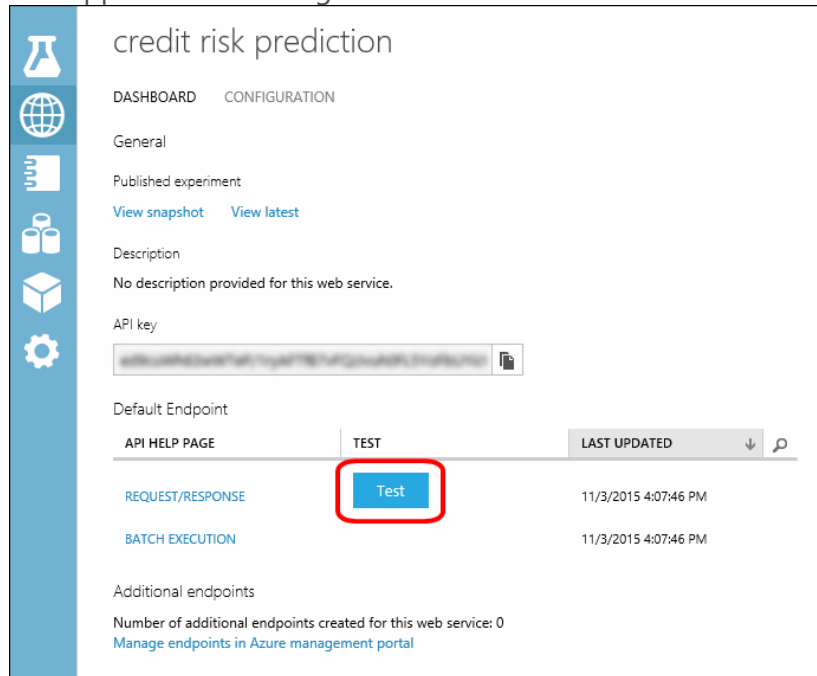 credit risk prediction
DASHBOARD CONFIGURATION
General
Published experiment
View snapshot View latest
Description
No description provided for this web service.
API key
Default Endpoint
API HELP PAGE TEST LAST UPDATED
REQUEST/RESPONSE Test 11/3/2015 4:07:46 PM
BATCH EXECUTION 11/3/2015 4:07:46 PM
Additional endpoints
Number of additional endpoints created for this web service: 0
Manage endpoints in Azure management portal